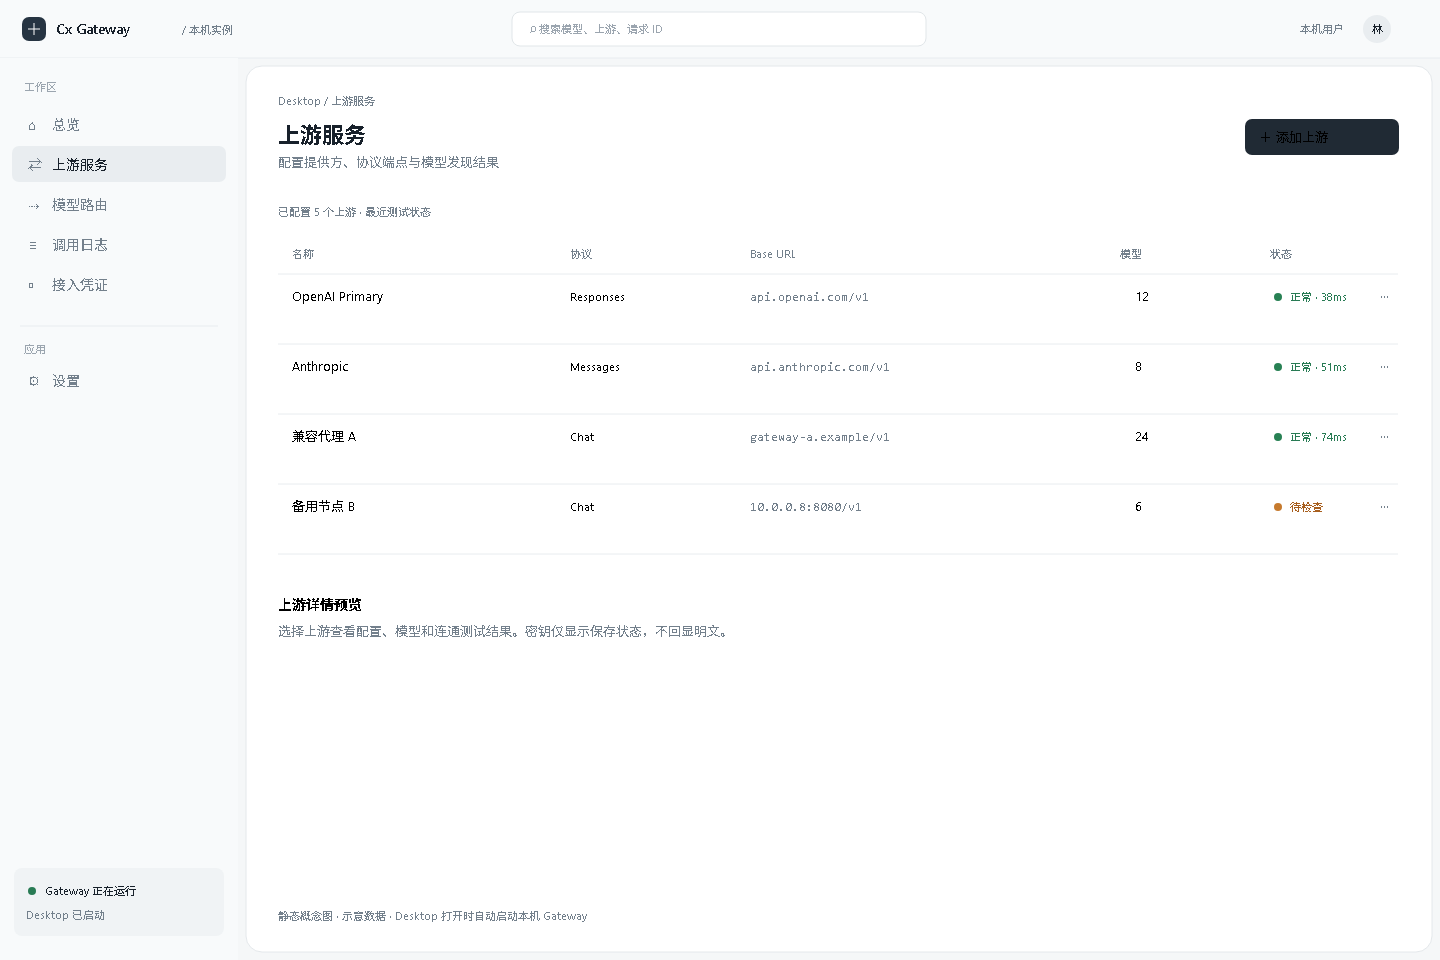 Cx Gateway
/ 本机实例
搜索模型、上游、请求 ID
本机用户
林
工作区
总览
上游服务
模型路由
调用日志
接入凭证
应用
设置
Gateway 正在运行
Desktop 已启动
Desktop / 上游服务
上游服务
配置提供方、协议端点与模型发现结果
+ 添加上游
已配置 5 个上游 · 最近测试状态
名称 协议 Base URL 模型 状态
OpenAI Primary Responses api.openai.com/v1 12 正常 · 38ms ···
Anthropic Messages api.anthropic.com/v1 8 正常 · 51ms ···
兼容代理 A Chat gateway-a.example/v1 24 正常 · 74ms ···
备用节点 B Chat 10.0.0.8:8080/v1 6 待检查 ···
上游详情预览
选择上游查看配置、模型和连通测试结果。密钥仅显示保存状态，不回显明文。
静态概念图 · 示意数据 · Desktop 打开时自动启动本机 Gateway